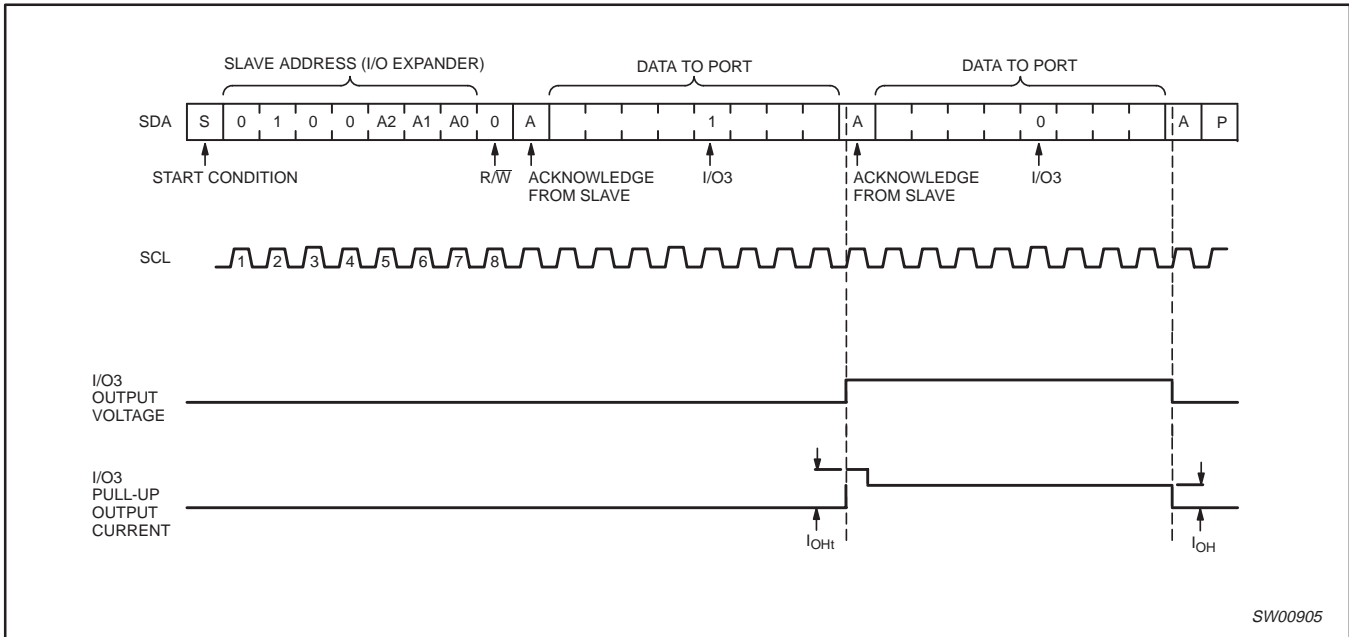 SLAVE ADDRESS (I/O EXPANDER)
DATA TO PORT
DATA TO PORT
SDA S 0 1 0 0 A2 A1 A0 0 A 1 A 0 A P
START CONDITION
R/W̅
ACKNOWLEDGE
FROM SLAVE
I/O3
ACKNOWLEDGE
FROM SLAVE
I/O3
SCL 1 2 3 4 5 6 7 8
I/O3
OUTPUT
VOLTAGE
I/O3
PULL-UP
OUTPUT
CURRENT
IOHt
IOH
SW00905